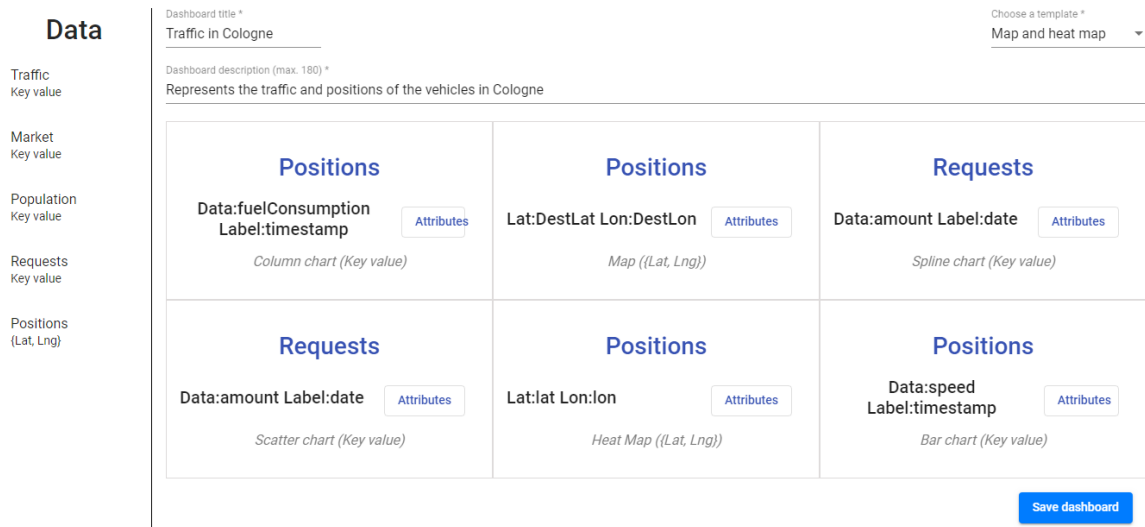 Data
Traffic
Key value
Market
Key value
Population
Key value
Requests
Key value
Positions
{Lat, Lng}
Dashboard title *
Traffic in Cologne
Choose a template *
Map and heat map
Dashboard description (max. 180) *
Represents the traffic and positions of the vehicles in Cologne
Positions
Data:fuelConsumption
Label:timestamp
Attributes
Column chart (Key value)
Positions
Lat:DestLat Lon:DestLon
Attributes
Map ({Lat, Lng})
Requests
Data:amount Label:date
Attributes
Spline chart (Key value)
Requests
Data:amount Label:date
Attributes
Scatter chart (Key value)
Positions
Lat:lat Lon:lon
Attributes
Heat Map ({Lat, Lng})
Positions
Data:speed
Label:timestamp
Attributes
Bar chart (Key value)
Save dashboard